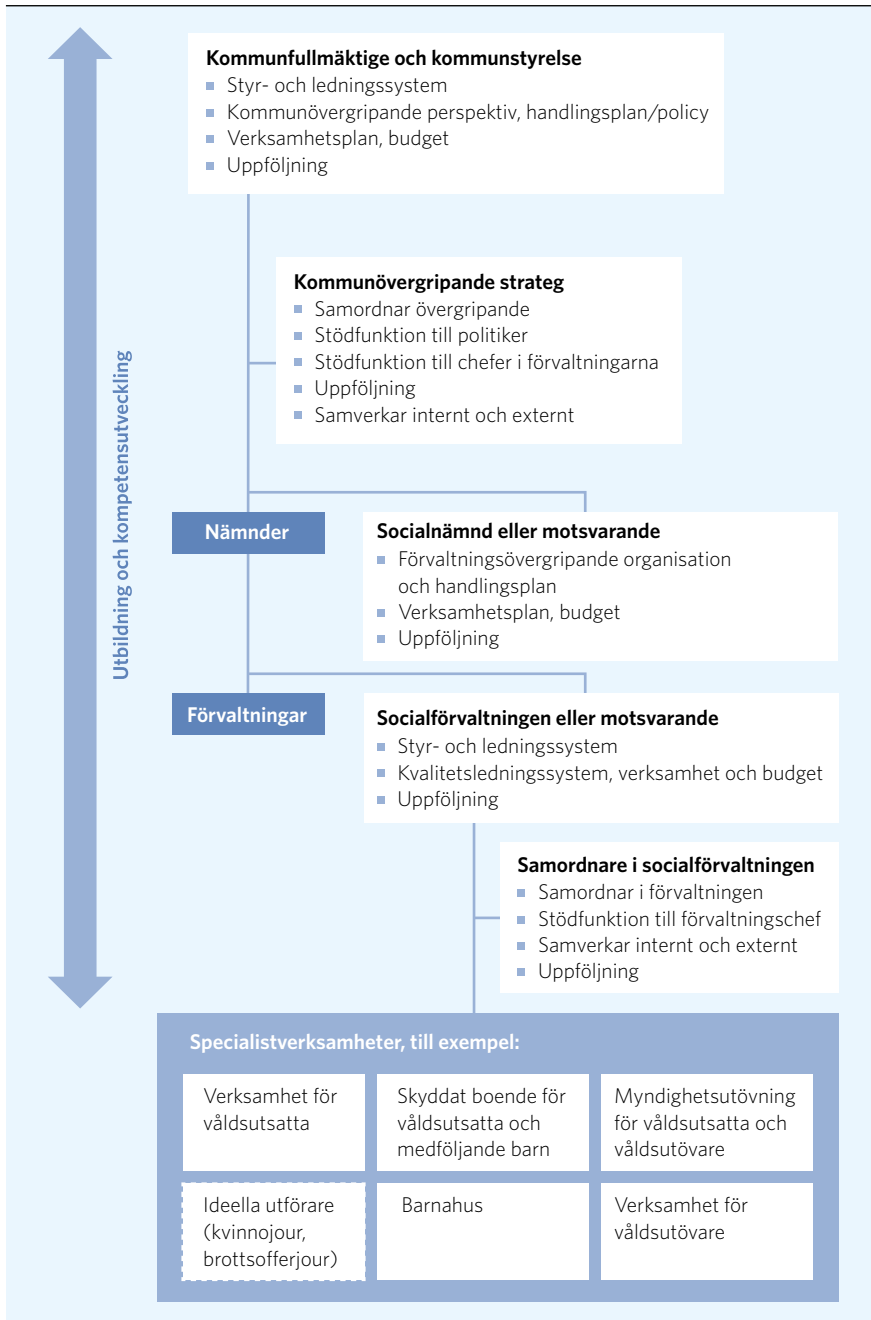 Kommunfullmäktige och kommunstyrelse
Styr- och ledningssystem
Kommunövergripande perspektiv, handlingsplan/policy
Verksamhetsplan, budget
Uppföljning
Kommunövergripande strateg
Samordnar övergripande
Stödfunktion till politiker
Stödfunktion till chefer i förvaltningarna
Uppföljning
Samverkar internt och externt
Utbildning och kompetensutveckling
Nämnder
Socialnämnd eller motsvarande
Förvaltningsövergripande organisation
och handlingsplan
Verksamhetsplan, budget
Uppföljning
Förvaltningar
Socialförvaltningen eller motsvarande
Styr- och ledningssystem
Kvalitetsledningssystem, verksamhet och budget
Uppföljning
Samordnare i socialförvaltningen
Samordnar i förvaltningen
Stödfunktion till förvaltningschef
Samverkar internt och externt
Uppföljning
Specialistverksamheter, till exempel:
Verksamhet för
våldsutsatta
Skyddat boende för
våldsutsatta och
medföljande barn
Myndighetsutövning
för våldsutsatta och
våldsutövare
Ideella utförare
(kvinnojour,
brottsofferjour)
Barnahus
Verksamhet för
våldsutövare